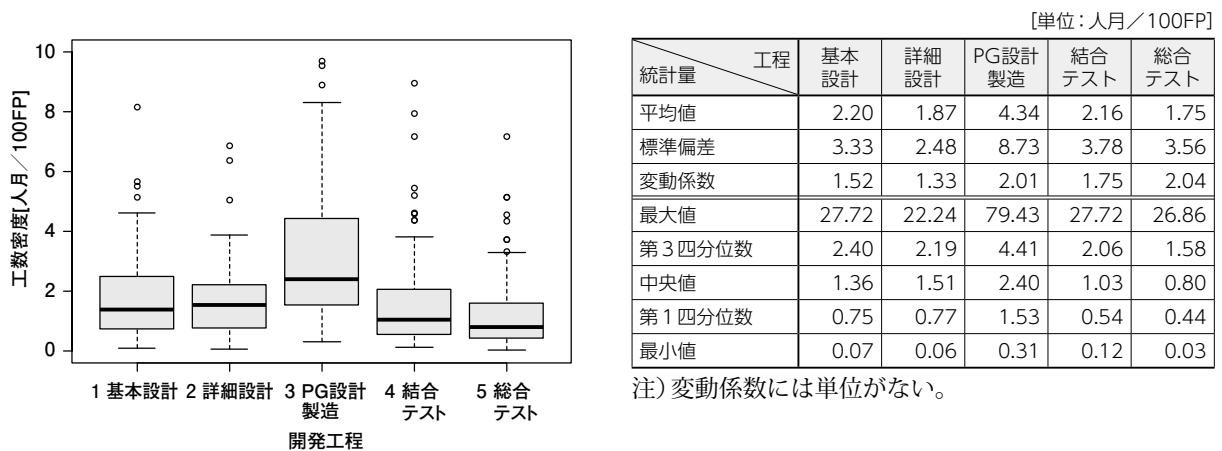 [単位:人月/100FP]
10
8
6
4
2
0
工数密度[人月/100FP]
1 基本設計 2 詳細設計 3 PG設計 4 結合 5 総合
製造 テスト テスト
開発工程
統計量 工程 基本設計 詳細設計 PG設計製造 結合テスト 総合テスト
平均値 2.20 1.87 4.34 2.16 1.75
標準偏差 3.33 2.48 8.73 3.78 3.56
変動係数 1.52 1.33 2.01 1.75 2.04
最大値 27.72 22.24 79.43 27.72 26.86
第3四分位数 2.40 2.19 4.41 2.06 1.58
中央値 1.36 1.51 2.40 1.03 0.80
第1四分位数 0.75 0.77 1.53 0.54 0.44
最小値 0.07 0.06 0.31 0.12 0.03
注)変動係数には単位がない。